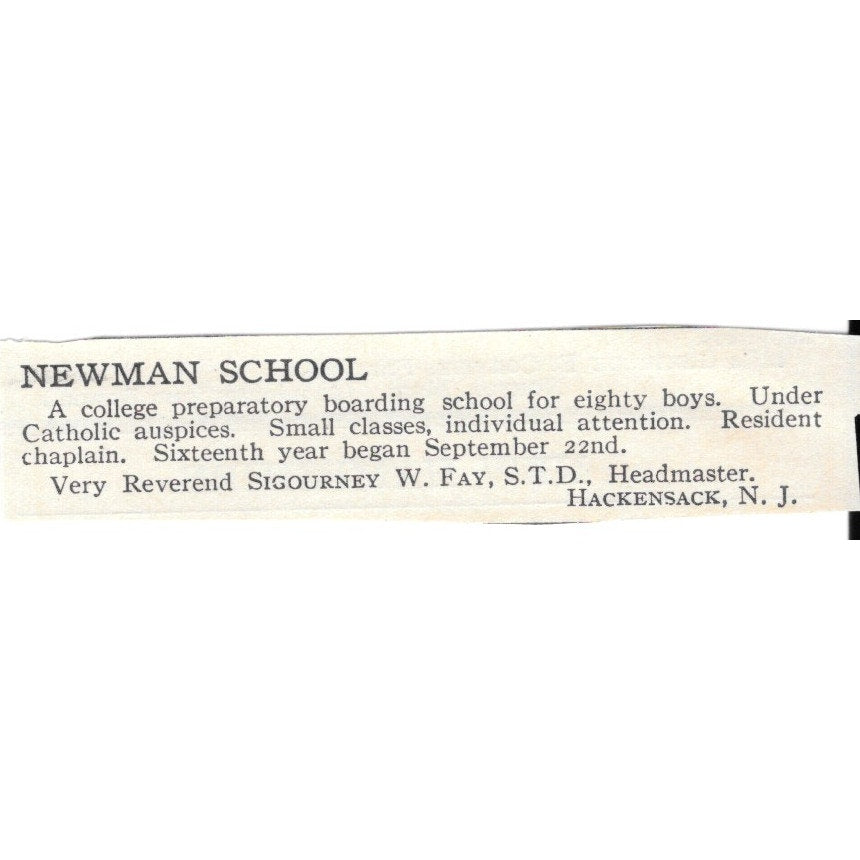 NEWMAN SCHOOL
A college preparatory boarding school for eighty boys. Under
Catholic auspices. Small classes, individual attention. Resident
chaplain. Sixteenth year began September 22nd.
Very Reverend SIGOURNEY W. FAY, S.T.D., Headmaster.
HACKENSACK, N. J.